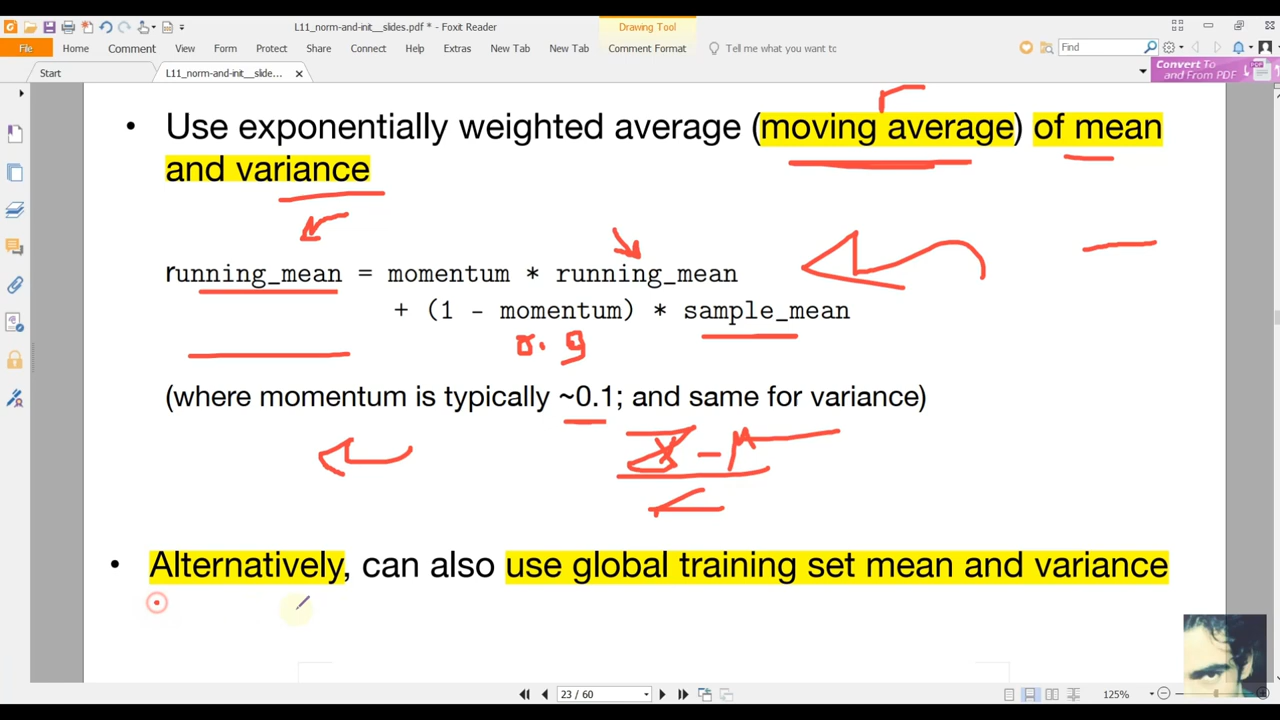 L11_norm-and-init__slides.pdf * - Foxit Reader
Drawing Tool
File Home Comment View Form Protect Share Connect Help Extras New Tab New Tab Comment Format Tell me what you want tc Find
Start L11_norm-and-init__slide...
Convert To
and From PDF
• Use exponentially weighted average (moving average) of mean
and variance
running_mean = momentum * running_mean
+ (1 - momentum) * sample_mean
0.9
(where momentum is typically ~0.1; and same for variance)
x - μ
• Alternatively, can also use global training set mean and variance
23 / 60
125%